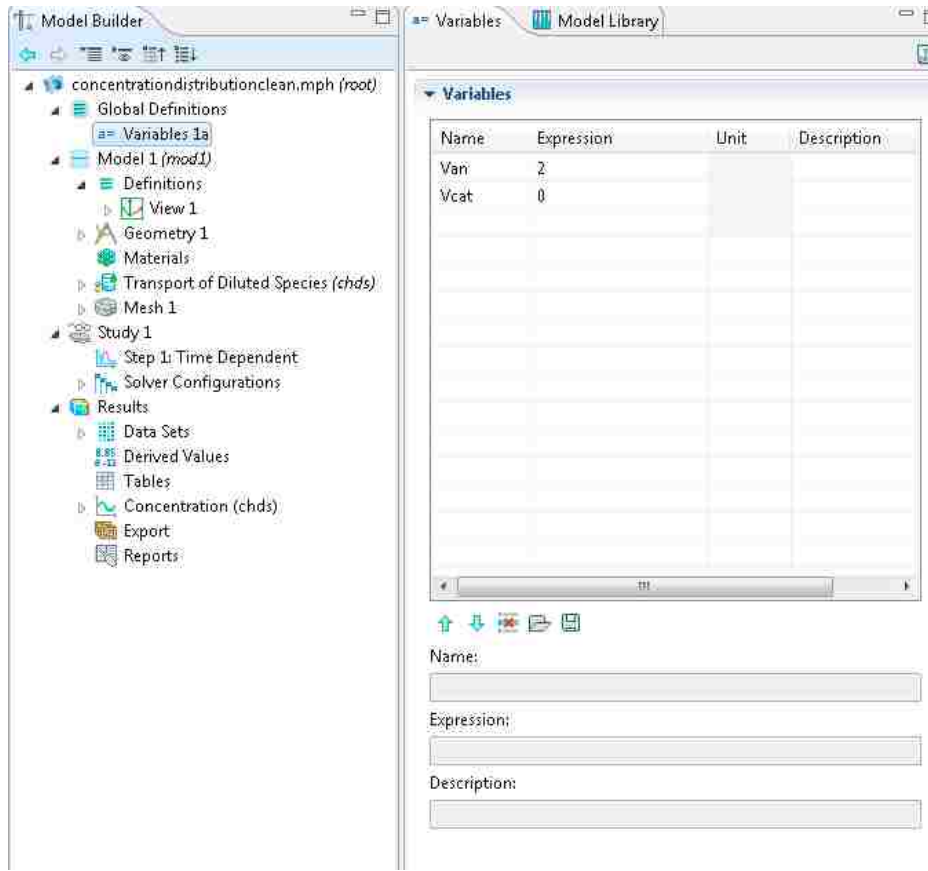 Model Builder
concentrationdistributionclean.mph (root)
Global Definitions
a= Variables 1a
Model 1 (mod1)
Definitions
View 1
Geometry 1
Materials
Transport of Diluted Species (chds)
Mesh 1
Study 1
Step 1: Time Dependent
Solver Configurations
Results
Data Sets
Derived Values
Tables
Concentration (chds)
Export
Reports
a= Variables
Model Library
Variables
Name Expression Unit Description
Van 2
Vcat 0
Name:
Expression:
Description: